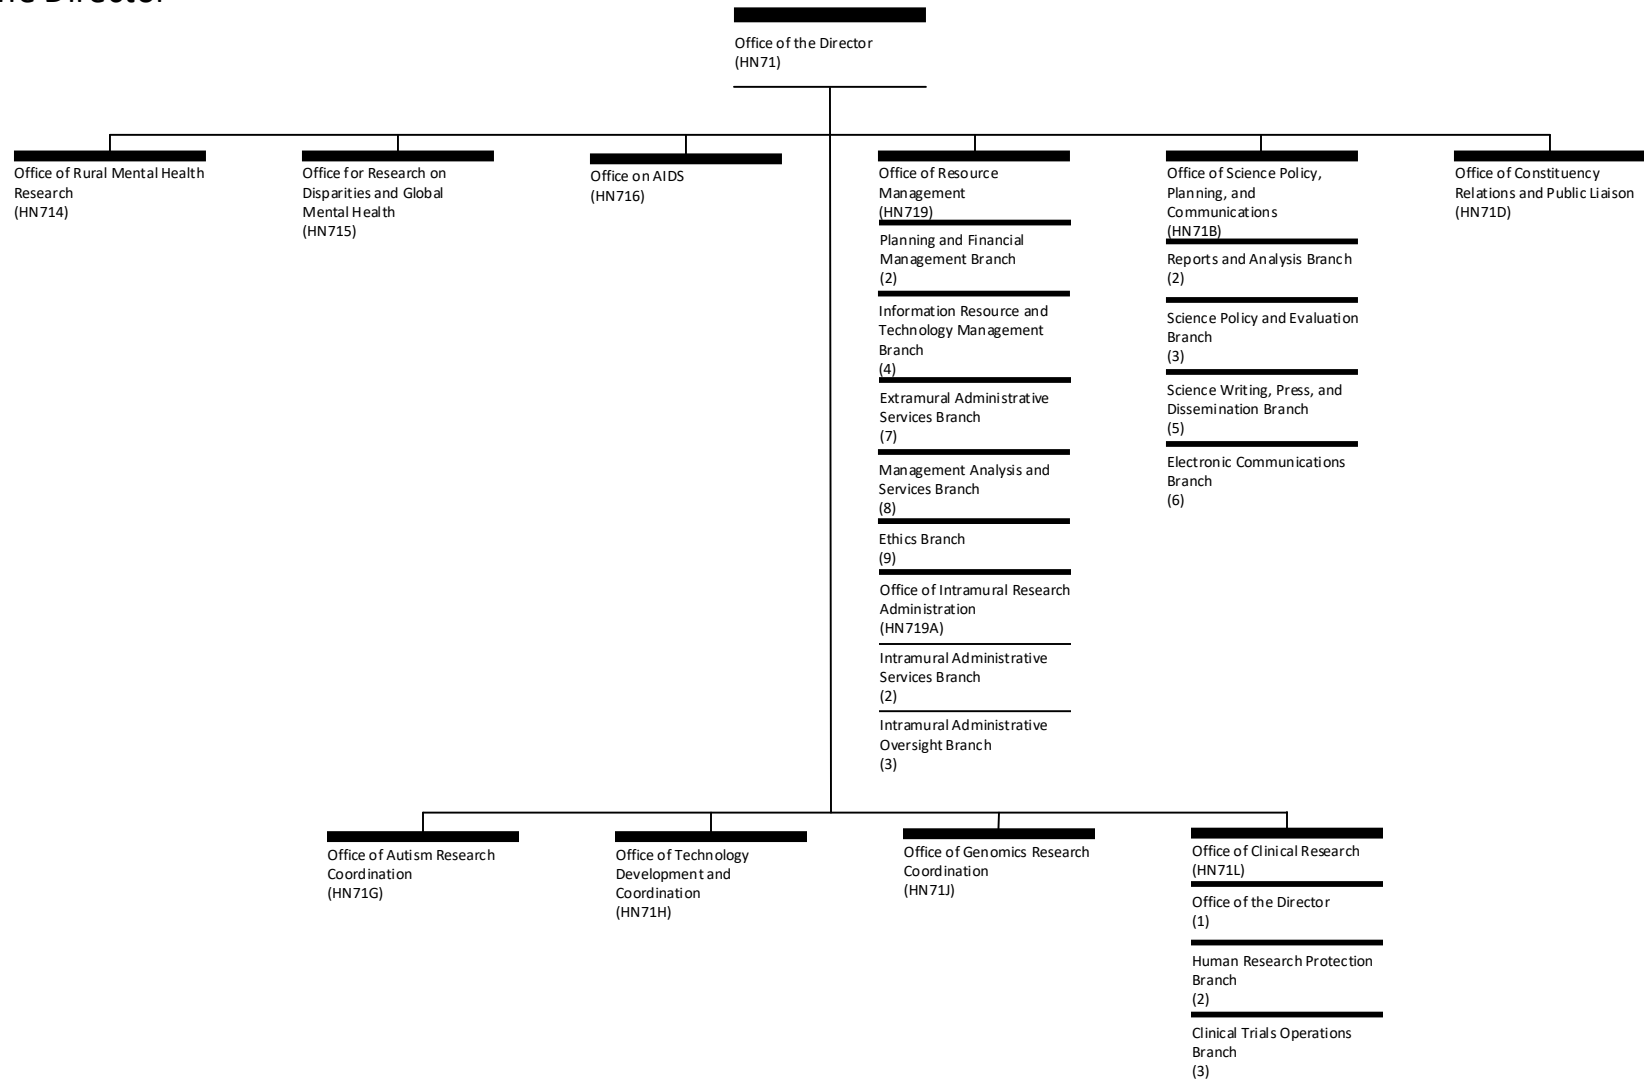 Office of the Director
(HN71)
Office of Rural Mental Health
Research
(HN714)
Office for Research on
Disparities and Global
Mental Health
(HN715)
Office on AIDS
(HN716)
Office of Resource
Management
(HN719)
Planning and Financial
Management Branch
(2)
Information Resource and
Technology Management
Branch
(4)
Extramural Administrative
Services Branch
(7)
Management Analysis and
Services Branch
(8)
Ethics Branch
(9)
Office of Intramural Research
Administration
(HN719A)
Intramural Administrative
Services Branch
(2)
Intramural Administrative
Oversight Branch
(3)
Office of Science Policy,
Planning, and
Communications
(HN71B)
Reports and Analysis Branch
(2)
Science Policy and Evaluation
Branch
(3)
Science Writing, Press, and
Dissemination Branch
(5)
Electronic Communications
Branch
(6)
Office of Constituency
Relations and Public Liaison
(HN71D)
Office of Autism Research
Coordination
(HN71G)
Office of Technology
Development and
Coordination
(HN71H)
Office of Genomics Research
Coordination
(HN71J)
Office of Clinical Research
(HN71L)
Office of the Director
(1)
Human Research Protection
Branch
(2)
Clinical Trials Operations
Branch
(3)